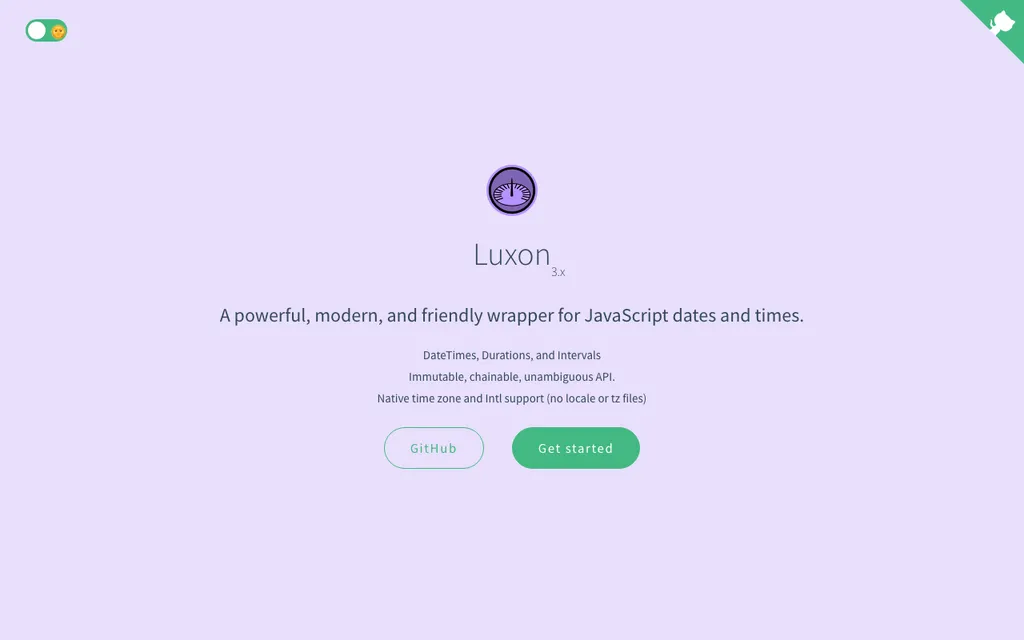 Luxon 3.x
A powerful, modern, and friendly wrapper for JavaScript dates and times.
DateTimes, Durations, and Intervals
Immutable, chainable, unambiguous API.
Native time zone and Intl support (no locale or tz files)
GitHub
Get started